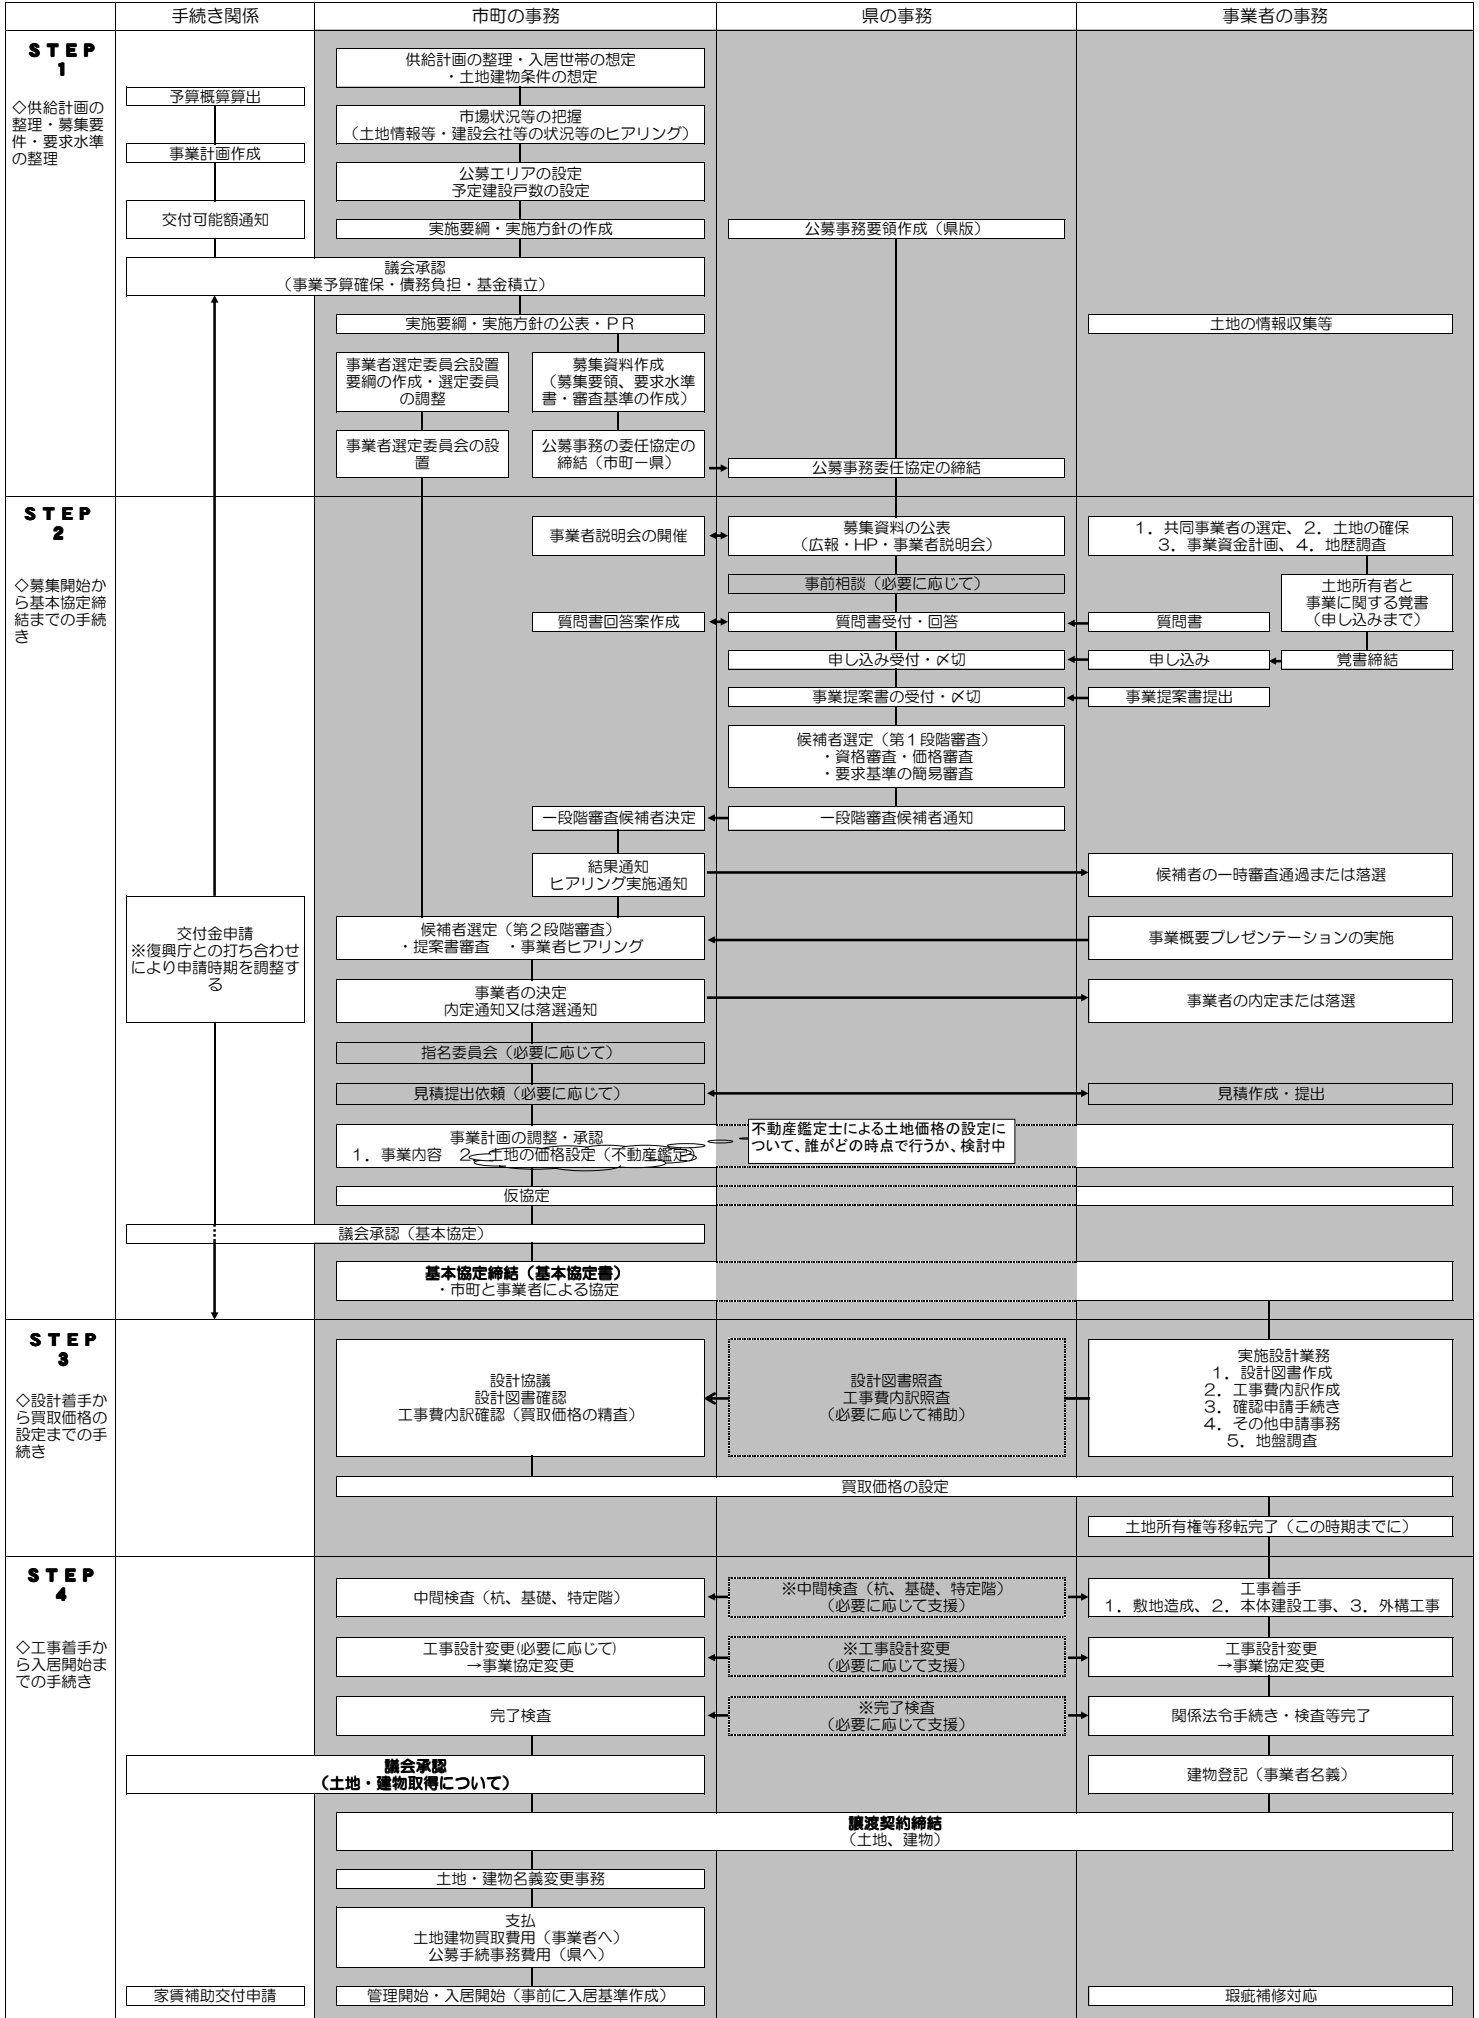 手続き関係
市町の事務
県の事務
事業者の事務
STEP
1
◇供給計画の
整理・募集要
件・要求水準
の整理
予算概算算出
事業計画作成
交付可能額通知
供給計画の整理・入居世帯の想定
・土地建物条件の想定
市場状況等の把握
（土地情報等・建設会社等の状況等のヒアリング）
公募エリアの設定
予定建設戸数の設定
実施要綱・実施方針の作成
公募事務要領作成（県版）
議会承認
（事業予算確保・債務負担・基金積立）
実施要綱・実施方針の公表・ＰＲ
土地の情報収集等
事業者選定委員会設置
要綱の作成・選定委員
の調整
募集資料作成
（募集要領、要求水準
書・審査基準の作成）
事業者選定委員会の設
置
公募事務の委任協定の
締結（市町ー県）
公募事務委任協定の締結
STEP
2
◇募集開始か
ら基本協定締
結までの手続
き
事業者説明会の開催
募集資料の公表
（広報・HP・事業者説明会）
1．共同事業者の選定、2．土地の確保
3．事業資金計画、4．地歴調査
事前相談（必要に応じて）
土地所有者と
事業に関する覚書
（申し込みまで）
質問書回答案作成
質問書受付・回答
質問書
申し込み受付・〆切
申し込み
覚書締結
事業提案書の受付・〆切
事業提案書提出
候補者選定（第１段階審査）
・資格審査・価格審査
・要求基準の簡易審査
一段階審査候補者決定
一段階審査候補者通知
結果通知
ヒアリング実施通知
候補者の一時審査通過または落選
交付金申請
※復興庁との打ち合わせ
により申請時期を調整す
る
候補者選定（第２段階審査）
・提案書審査　・事業者ヒアリング
事業概要プレゼンテーションの実施
事業者の決定
内定通知又は落選通知
事業者の内定または落選
指名委員会（必要に応じて）
見積提出依頼（必要に応じて）
見積作成・提出
事業計画の調整・承認
1．事業内容　2．土地の価格設定（不動産鑑定）
不動産鑑定士による土地価格の設定に
ついて、誰がどの時点で行うか、検討中
仮協定
議会承認（基本協定）
基本協定締結（基本協定書）
・市町と事業者による協定
STEP
3
◇設計着手か
ら買取価格の
設定までの手
続き
設計協議
設計図書確認
工事費内訳確認（買取価格の精査）
設計図書照査
工事費内訳照査
（必要に応じて補助）
実施設計業務
1．設計図書作成
2．工事費内訳作成
3．確認申請手続き
4．その他申請事務
5．地盤調査
買取価格の設定
土地所有権等移転完了（この時期までに）
STEP
4
◇工事着手か
ら入居開始ま
での手続き
中間検査（杭、基礎、特定階）
※中間検査（杭、基礎、特定階）
（必要に応じて支援）
工事着手
1．敷地造成、2．本体建設工事、3．外構工事
工事設計変更(必要に応じて)
→事業協定変更
※工事設計変更
（必要に応じて支援）
工事設計変更
→事業協定変更
完了検査
※完了検査
（必要に応じて支援）
関係法令手続き・検査等完了
議会承認
（土地・建物取得について）
建物登記（事業者名義）
譲渡契約締結
（土地、建物）
土地・建物名義変更事務
支払
土地建物買取費用（事業者へ）
公募手続事務費用（県へ）
家賃補助交付申請
管理開始・入居開始（事前に入居基準作成）
瑕疵補修対応